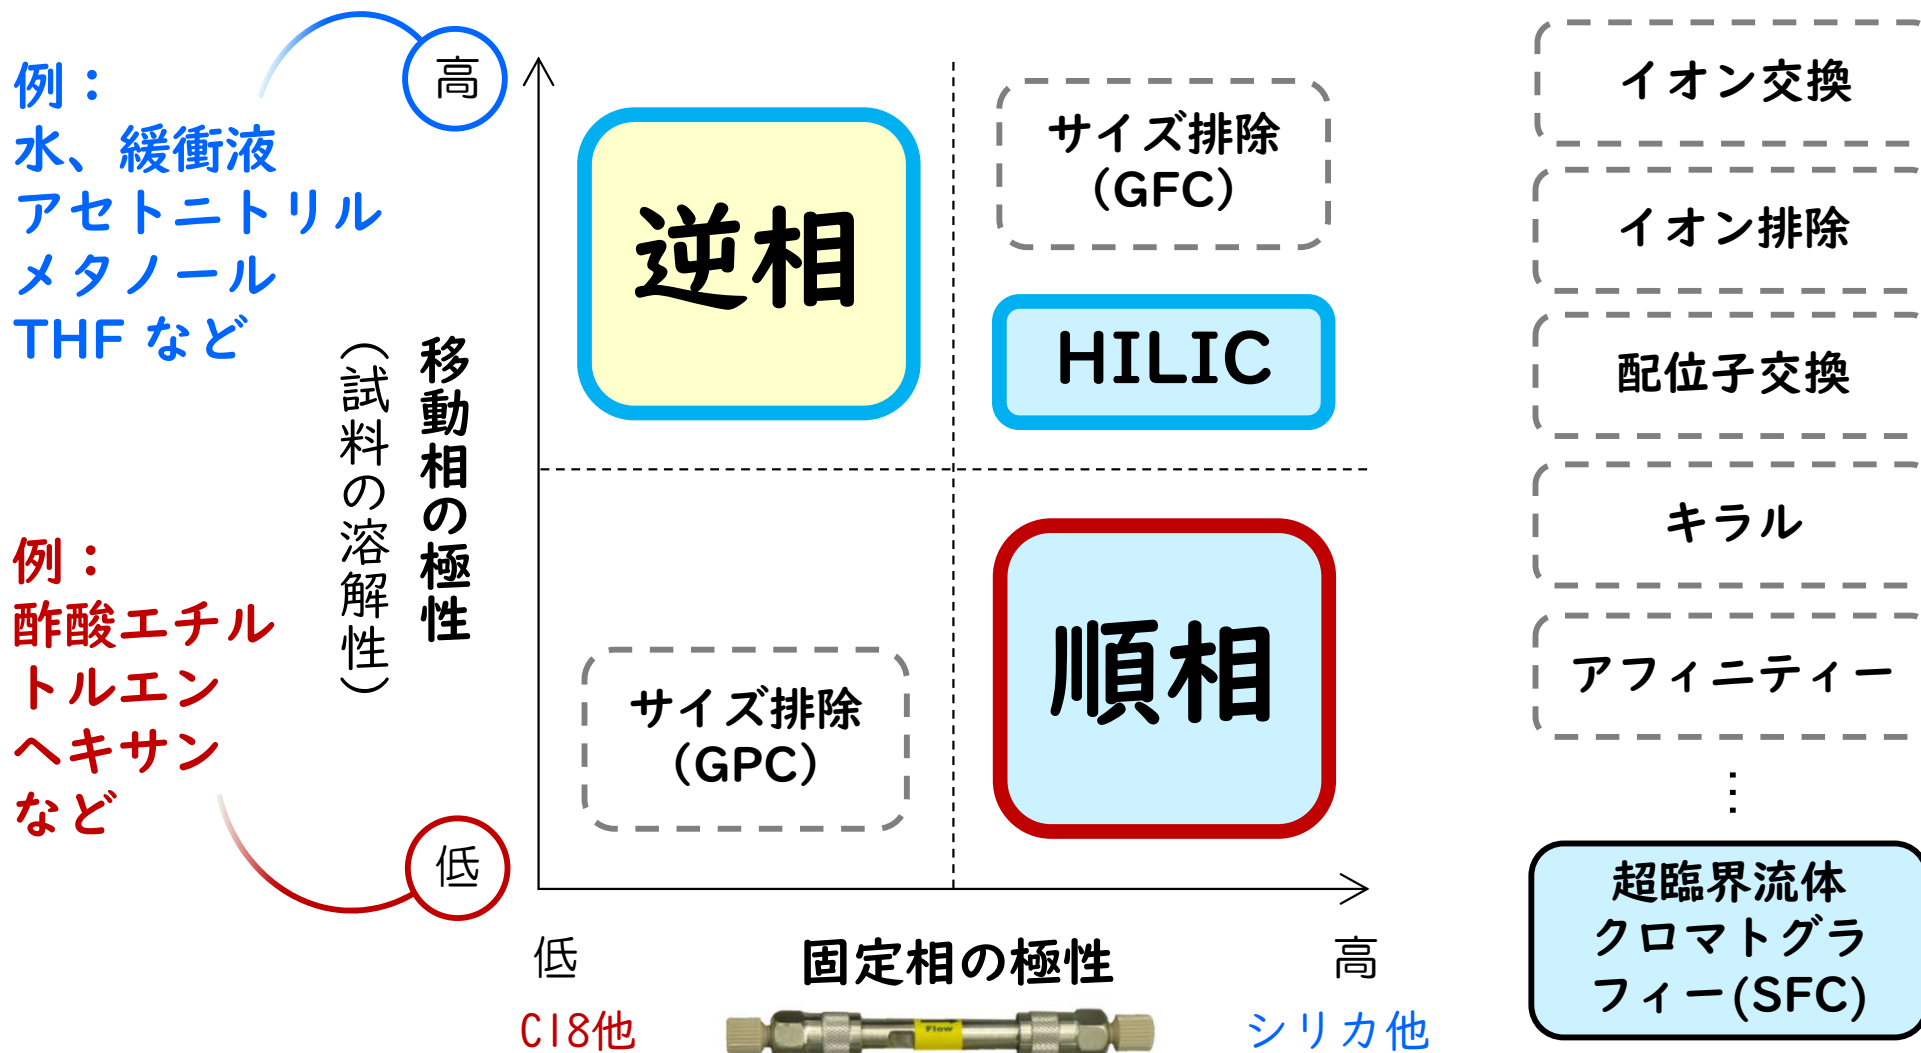 例：
水、緩衝液
アセトニトリル
メタノール
THF など
高
移動相の極性
（試料の溶解性）
例：
酢酸エチル
トルエン
ヘキサン
など
低
逆相
サイズ排除
(GFC)
HILIC
サイズ排除
(GPC)
順相
低
固定相の極性
高
C18他
Flow
シリカ他
イオン交換
イオン排除
配位子交換
キラル
アフィニティー
⋮
超臨界流体
クロマトグラ
フィー(SFC)